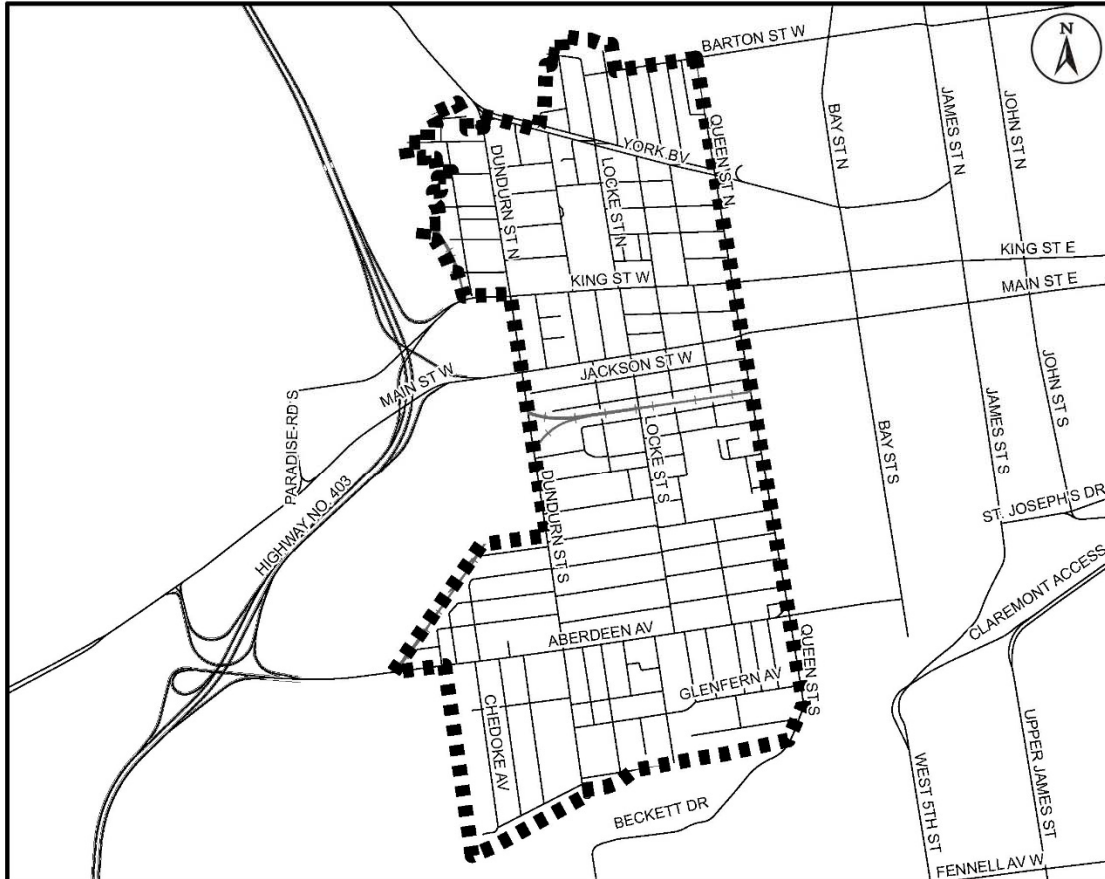 N
BARTON ST W
BAY ST N
JAMES ST N
JOHN ST N
QUEEN ST N
YORK BV
DUNDURN ST N
LOCKE ST N
KING ST E
KING ST W
MAIN ST E
JACKSON ST W
MAIN ST W
PARADISE RD S
HIGHWAY NO. 403
LOCKE ST S
BAY ST S
JAMES ST S
JOHN ST S
DUNDURN ST S
ST. JOSEPH'S DR
CLAREMONT ACCESS
ABERDEEN AV
QUEEN ST S
GLENFERN AV
CHEDOKE AV
UPPER JAMES ST
WEST 5TH ST
BECKETT DR
FENNELL AV W